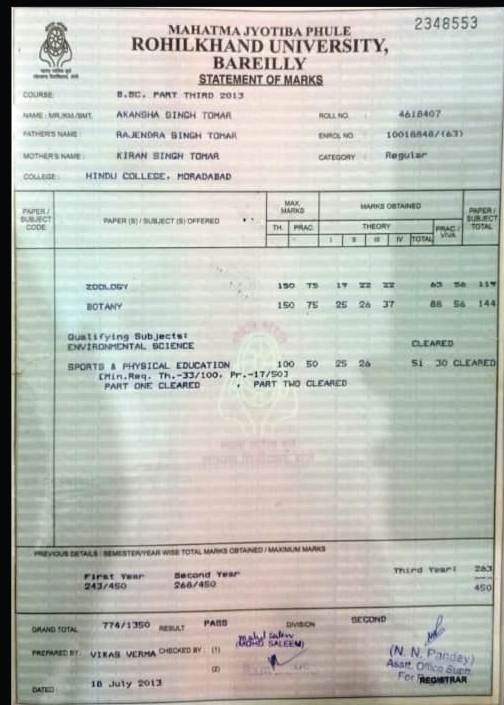 2348553
MAHATMA JYOTIBA PHULE
ROHILKHAND UNIVERSITY,
BAREILLY
STATEMENT OF MARKS
COURSE: B.SC. PART THIRD 2013
NAME : MR./KM./SMT. AKANSHA SINGH TOMAR ROLL NO. : 4618407
FATHER'S NAME : RAJENDRA SINGH TOMAR ENROL NO. 10018848/(63)
MOTHER'S NAME : KIRAN SINGH TOMAR CATEGORY : Regular
COLLEGE : HINDU COLLEGE, MORADABAD
PAPER / SUBJECT CODE PAPER (S) / SUBJECT (S) OFFERED MAX. MARKS MARKS OBTAINED PAPER / SUBJECT TOTAL
TH. PRAC. THEORY PRAC / VIVA
I II III IV TOTAL
ZOOLOGY 150 75 19 22 22 63 56 119
BOTANY 150 75 25 26 37 88 56 144
Qualifying Subjects:
ENVIRONMENTAL SCIENCE CLEARED
SPORTS & PHYSICAL EDUCATION 100 50 25 26 51 30 CLEARED
[Min.Req. Th.-33/100, Pr.-17/50]
PART ONE CLEARED , PART TWO CLEARED
PREVIOUS DETAILS : SEMESTER/YEAR WISE TOTAL MARKS OBTAINED / MAXIMUM MARKS
First Year Second Year Third Year: 263
243/450 268/450 450
GRAND TOTAL 774/1350 RESULT PASS DIVISION SECOND
PREPARED BY : VIKAS VERMA CHECKED BY (1) (MOHD SALEEM)
(2)
(N. N. Pandey)
Asstt. Office Supdt.
For REGISTRAR
DATED 18 July 2013